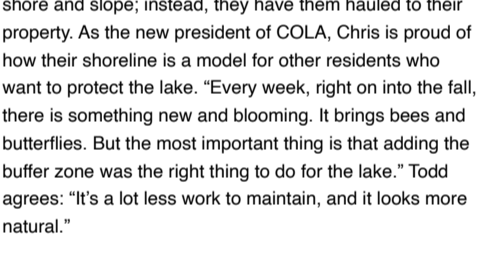 shore and slope; instead, they have them hauled to their
property. As the new president of COLA, Chris is proud of
how their shoreline is a model for other residents who
want to protect the lake. “Every week, right on into the fall,
there is something new and blooming. It brings bees and
butterflies. But the most important thing is that adding the
buffer zone was the right thing to do for the lake.” Todd
agrees: “It’s a lot less work to maintain, and it looks more
natural.”